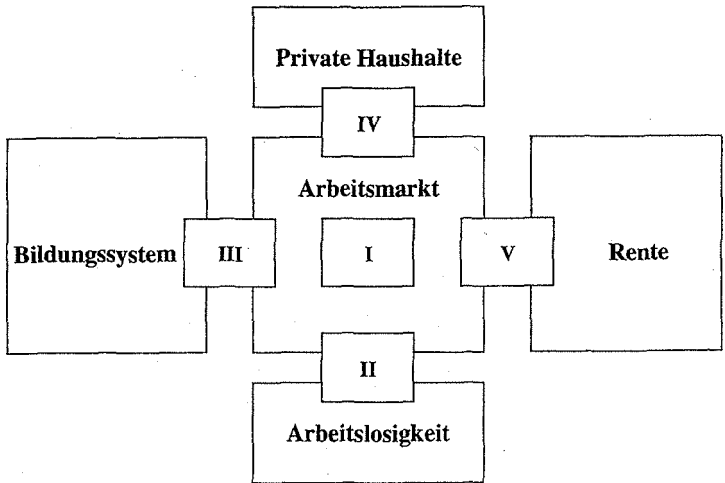 Private Haushalte
IV
Arbeitsmarkt
Bildungssystem
III
I
V
Rente
II
Arbeitslosigkeit